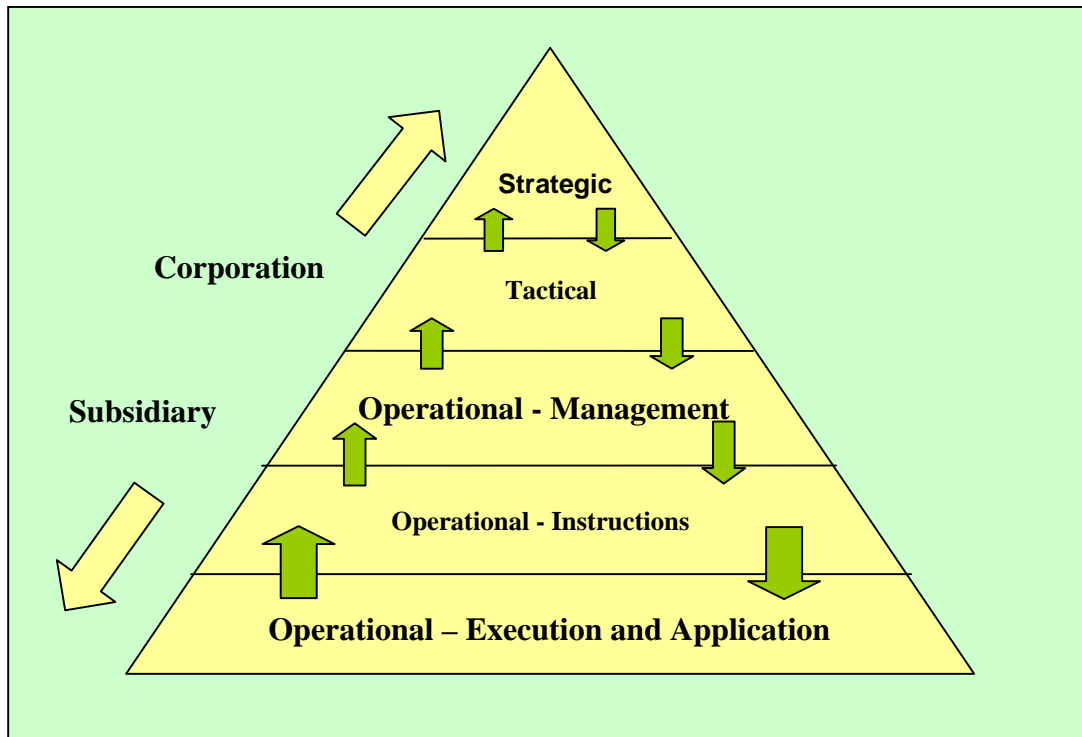 Strategic
Corporation
Tactical
Subsidiary
Operational - Management
Operational - Instructions
Operational – Execution and Application